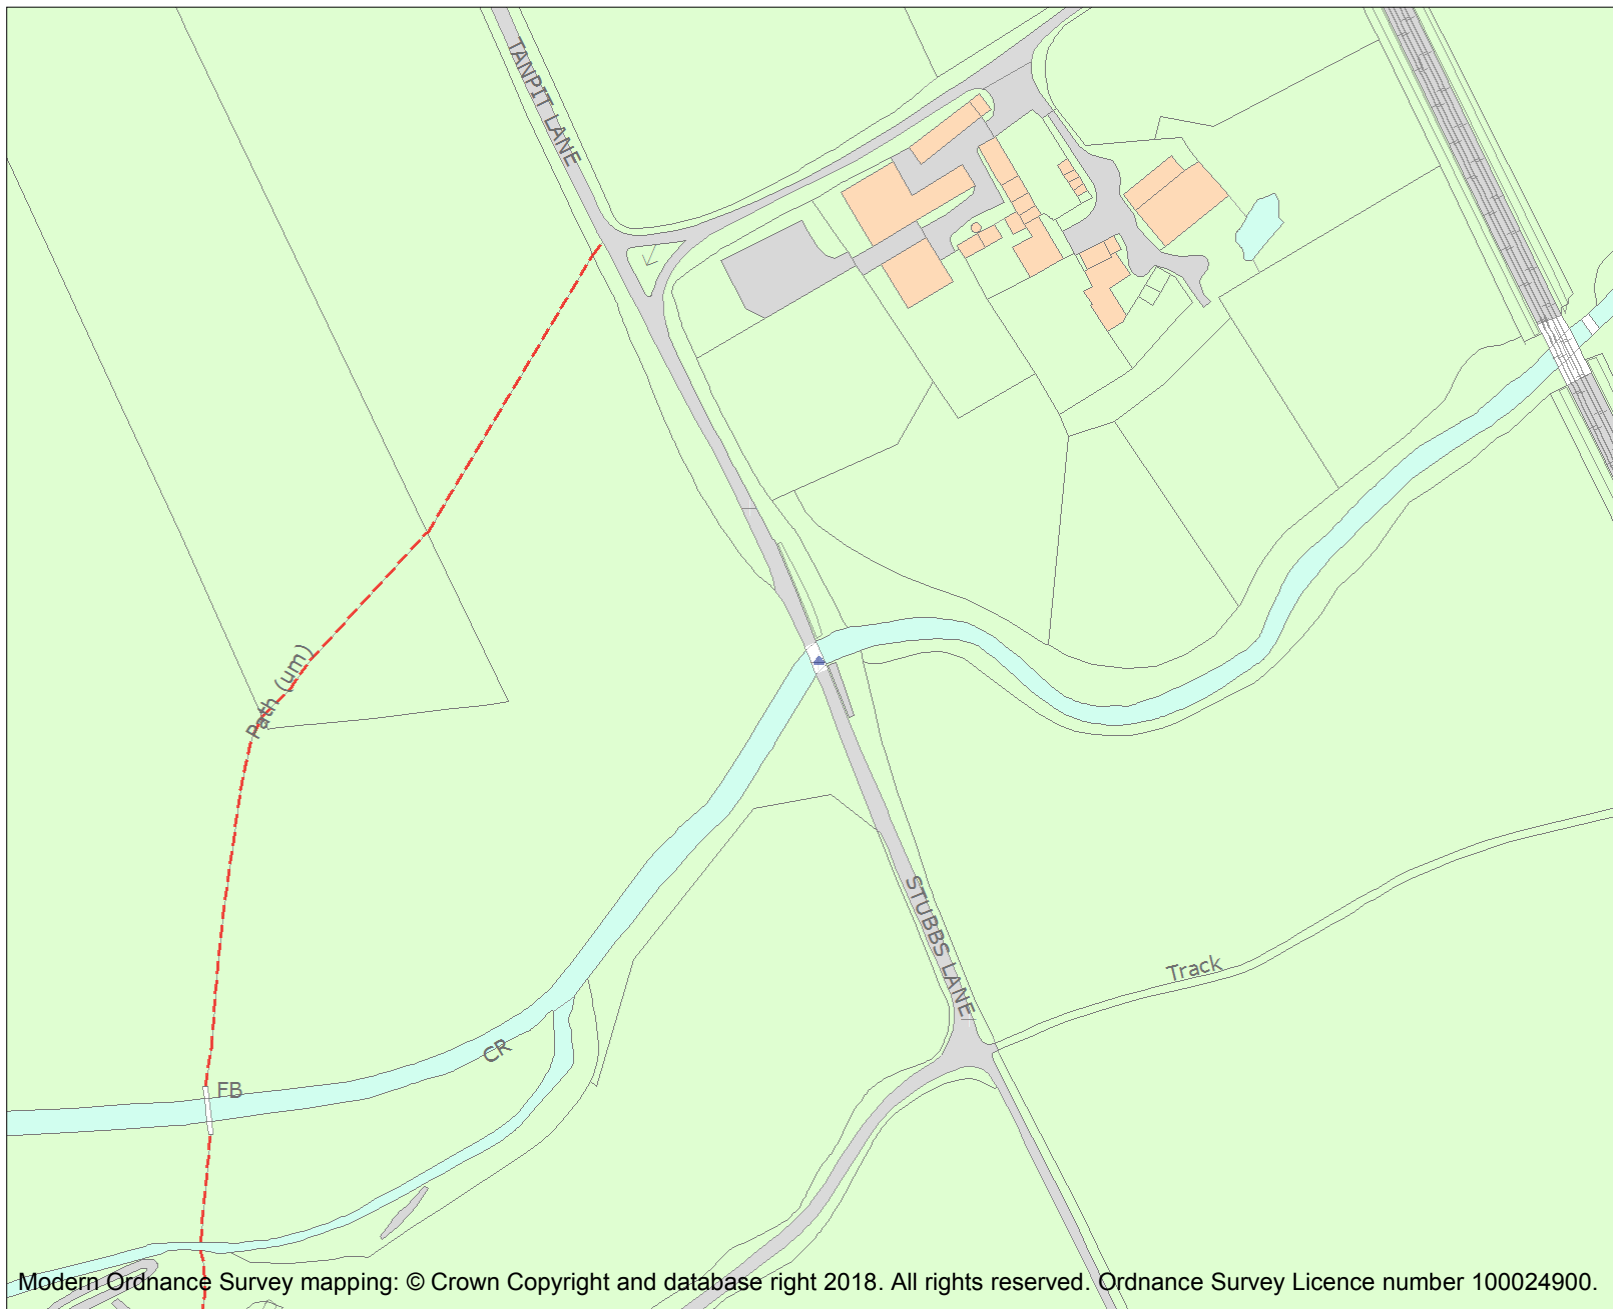 TANPIT LANE
Path (um)
STUBBS LANE
Track
CR
FB
Modern Ordnance Survey mapping: © Crown Copyright and database right 2018. All rights reserved. Ordnance Survey Licence number 100024900.